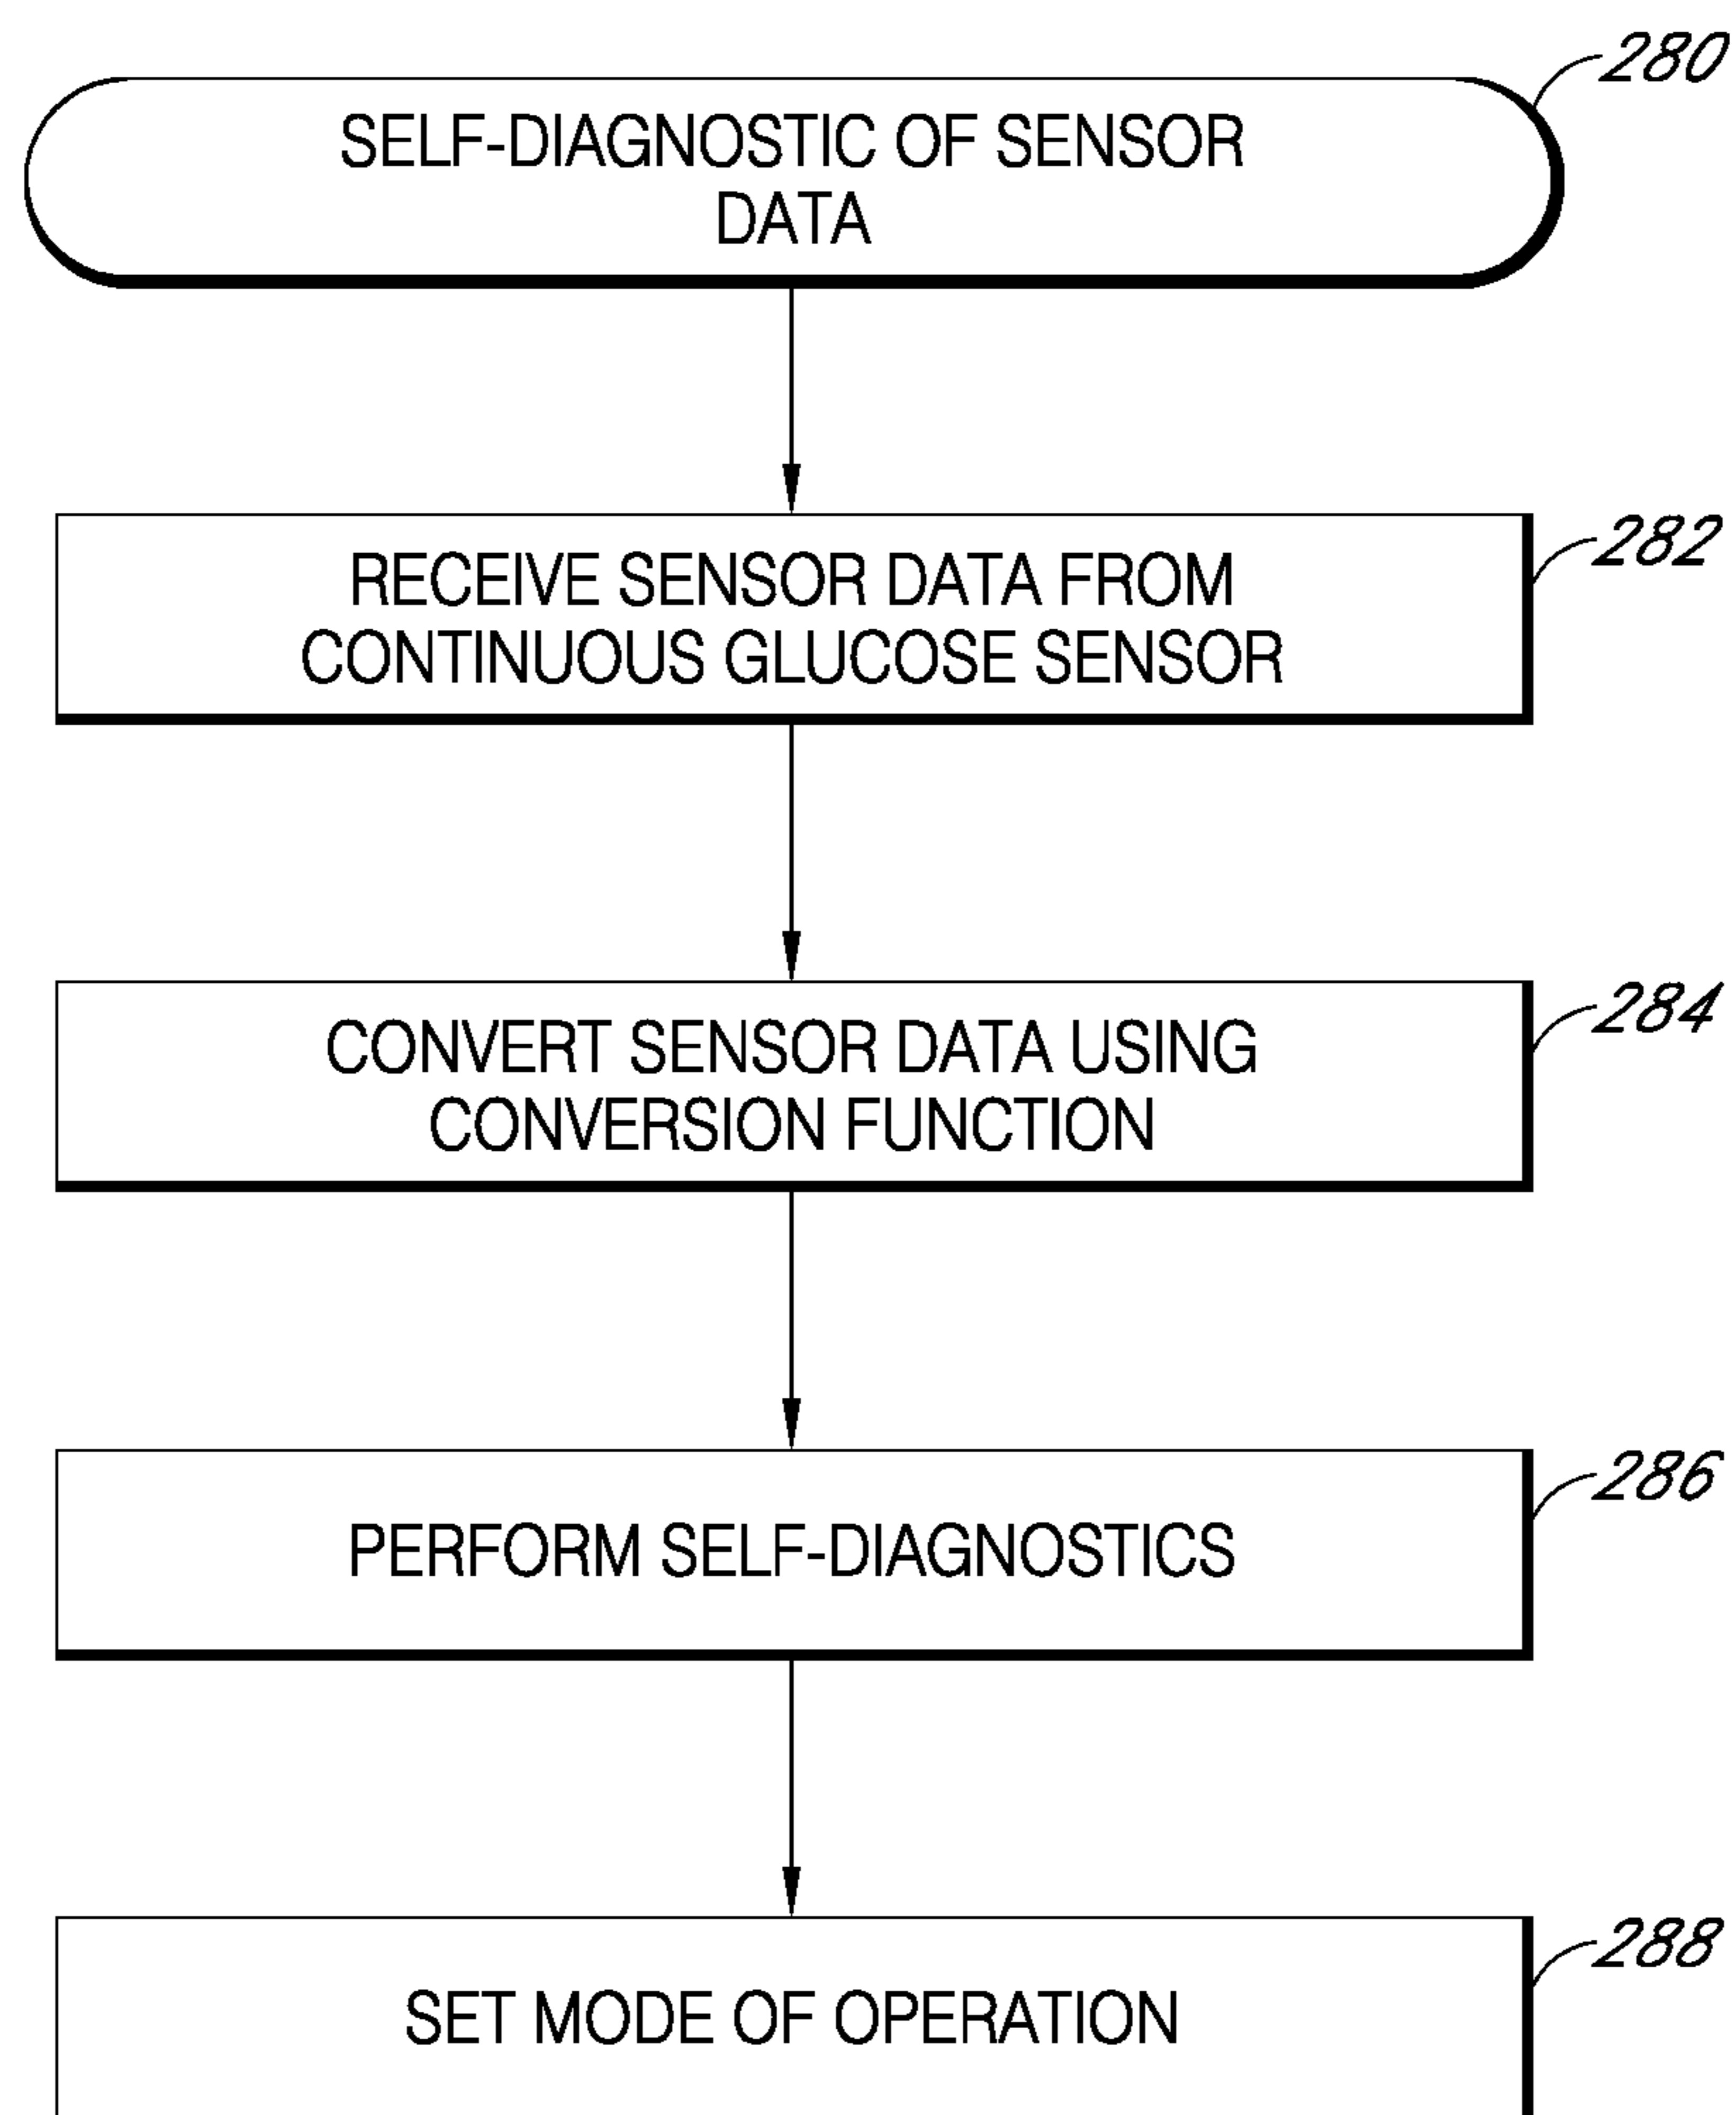 280
SELF-DIAGNOSTIC OF SENSOR
DATA
282
RECEIVE SENSOR DATA FROM
CONTINUOUS GLUCOSE SENSOR
284
CONVERT SENSOR DATA USING
CONVERSION FUNCTION
286
PERFORM SELF-DIAGNOSTICS
288
SET MODE OF OPERATION